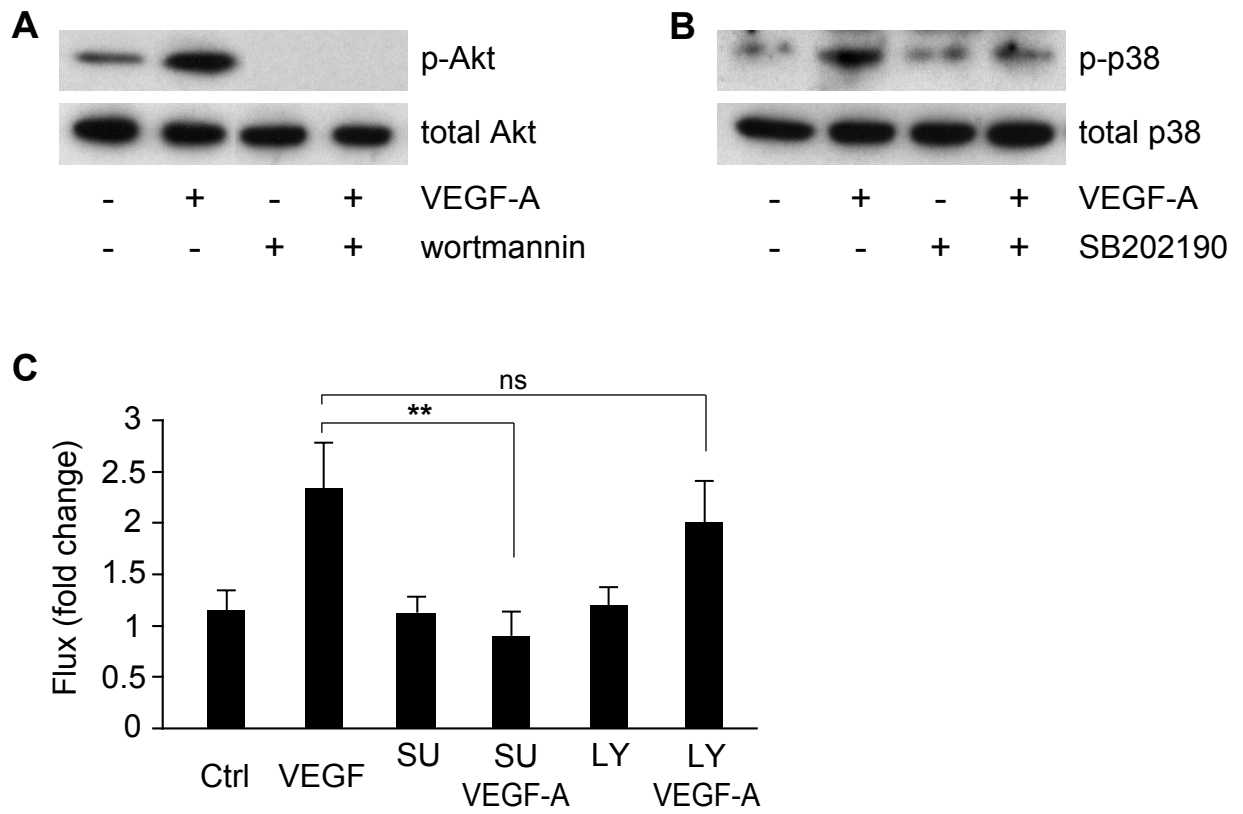 A
p-Akt
total Akt
- + - + VEGF-A
- - + + wortmannin
B
p-p38
total p38
- + - + VEGF-A
- - + + SB202190
C
ns
**
Flux (fold change)
3
2.5
2
1.5
1
0.5
0
Ctrl VEGF SU SU LY LY
VEGF-A VEGF-A